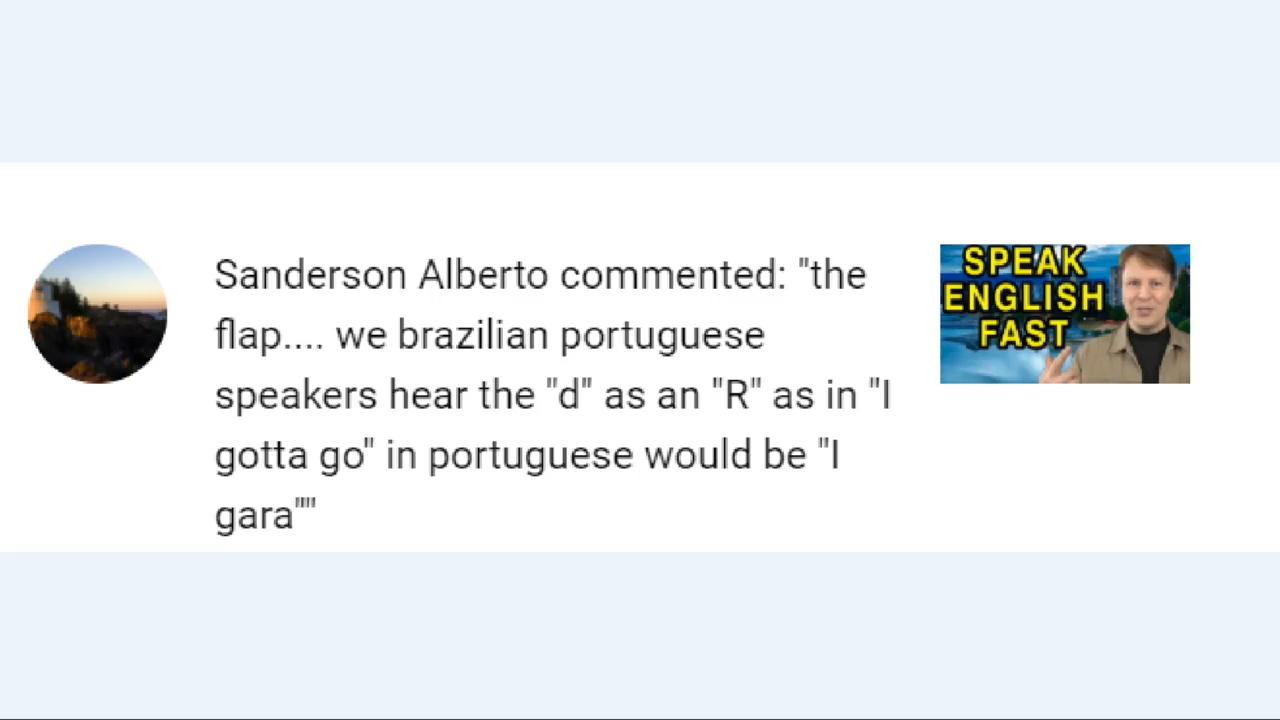 Sanderson Alberto commented: "the
flap.... we brazilian portuguese
speakers hear the "d" as an "R" as in "I
gotta go" in portuguese would be "I
gara""
SPEAK
ENGLISH
FAST